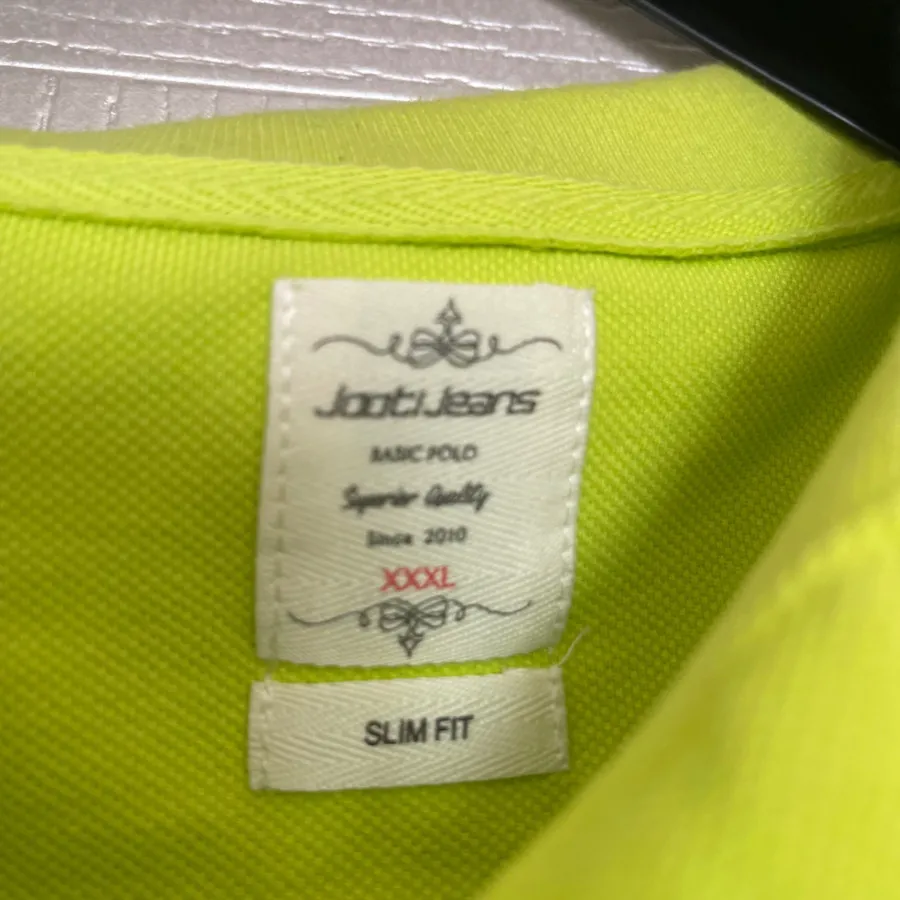 Jooti Jeans
BASIC POLO
Superior Quality
Since 2010
XXXL
SLIM FIT